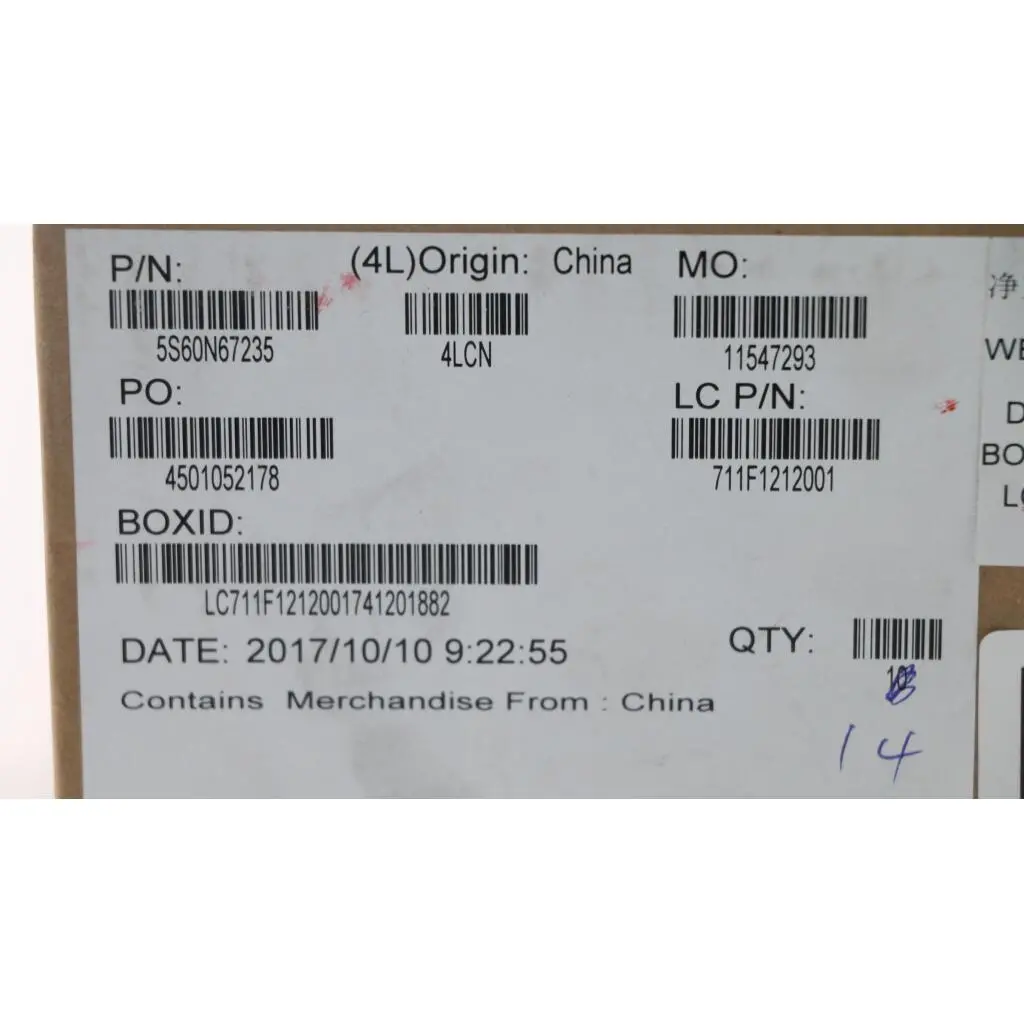 P/N: (4L)Origin: China MO:
5S60N67235 4LCN 11547293
PO: LC P/N:
4501052178 711F1212001
BOXID:
LC711F1212001741201882
DATE: 2017/10/10 9:22:55 QTY:
Contains Merchandise From : China
14
净
WE
D
BO
L